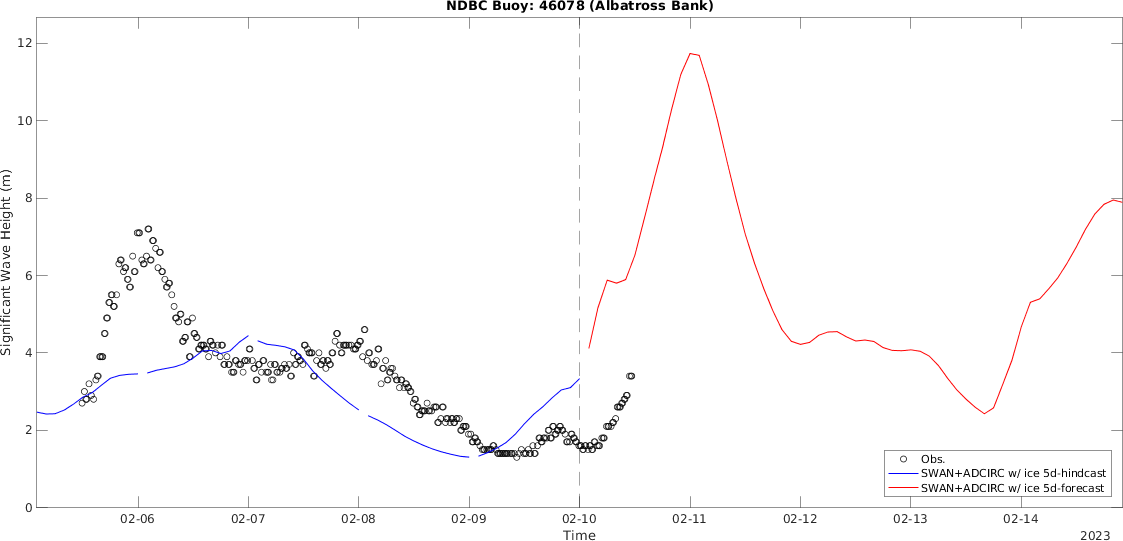 NDBC Buoy: 46078 (Albatross Bank)
Significant Wave Height (m)
12
10
8
6
4
2
0
Obs.
SWAN+ADCIRC w/ ice 5d-hindcast
SWAN+ADCIRC w/ ice 5d-forecast
02-06 02-07 02-08 02-09 02-10 02-11 02-12 02-13 02-14
Time
2023